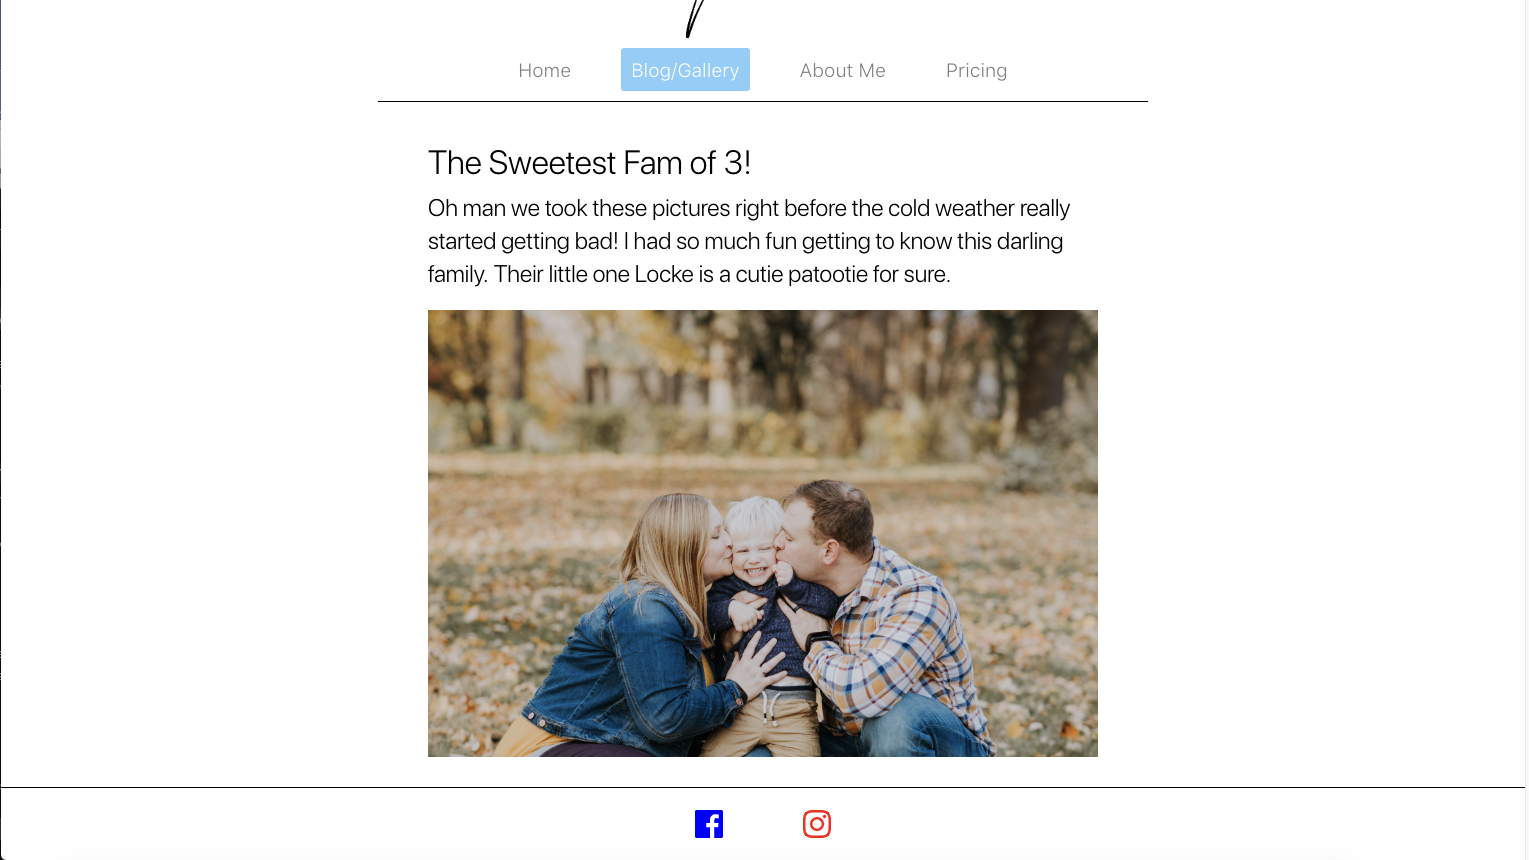 Home Blog/Gallery About Me Pricing
The Sweetest Fam of 3!
Oh man we took these pictures right before the cold weather really
started getting bad! I had so much fun getting to know this darling
family. Their little one Locke is a cutie patootie for sure.